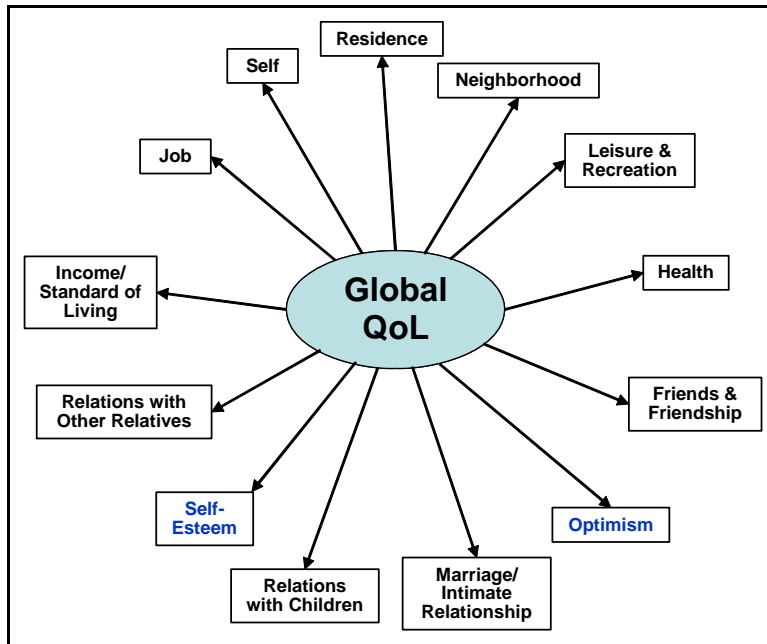 Residence
Self
Neighborhood
Job
Leisure &
Recreation
Global
QoL
Health
Income/
Standard of
Living
Relations with
Other Relatives
Friends &
Friendship
Self-
Esteem
Optimism
Relations
with Children
Marriage/
Intimate
Relationship